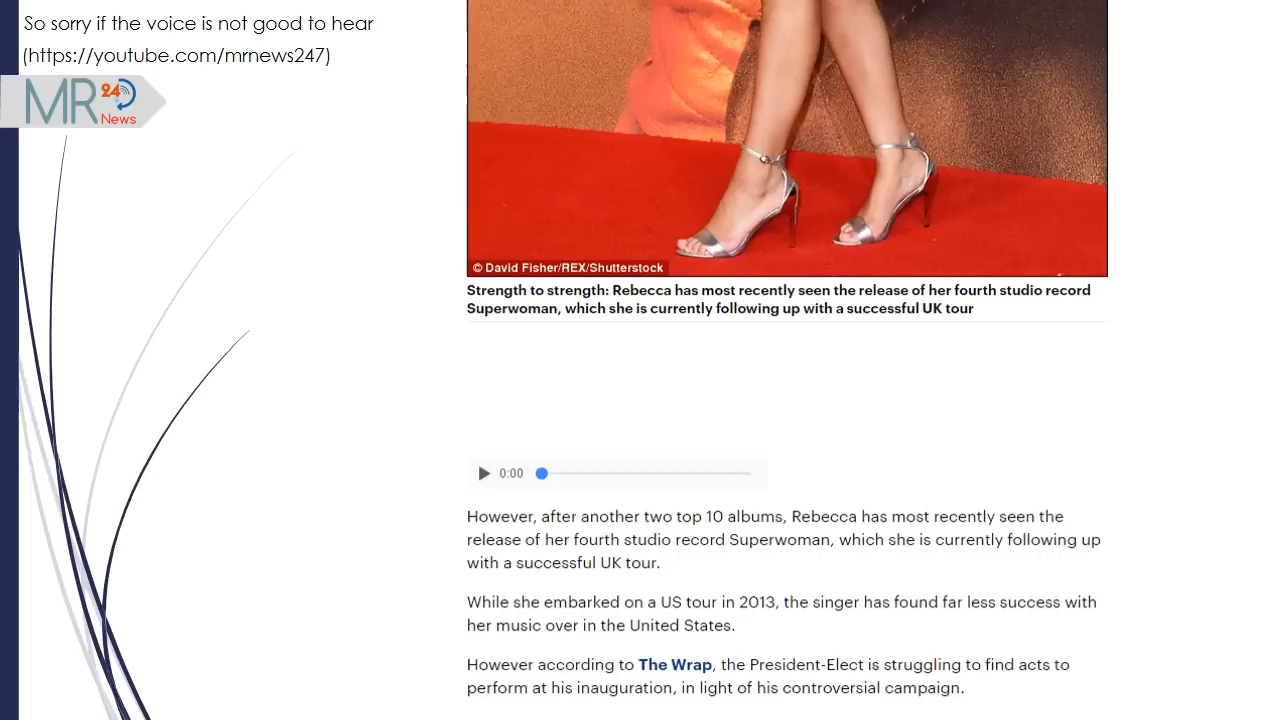 So sorry if the voice is not good to hear
(https://youtube.com/mrnews247)
MR 24
News
© David Fisher/REX/Shutterstock
Strength to strength: Rebecca has most recently seen the release of her fourth studio record
Superwoman, which she is currently following up with a successful UK tour
0:00
However, after another two top 10 albums, Rebecca has most recently seen the
release of her fourth studio record Superwoman, which she is currently following up
with a successful UK tour.
While she embarked on a US tour in 2013, the singer has found far less success with
her music over in the United States.
However according to The Wrap, the President-Elect is struggling to find acts to
perform at his inauguration, in light of his controversial campaign.